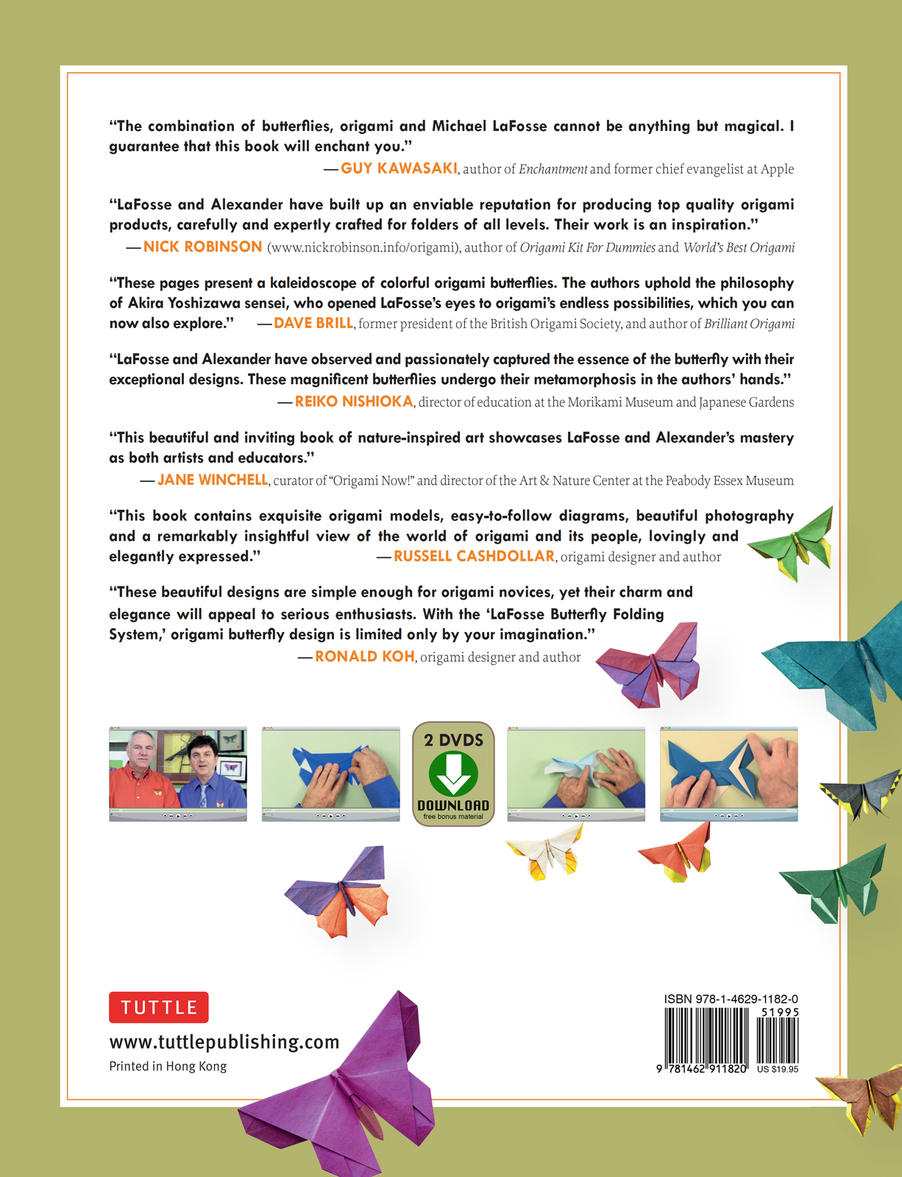 “The combination of butterflies, origami and Michael LaFosse cannot be anything but magical. I
guarantee that this book will enchant you.”
— GUY KAWASAKI, author of Enchantment and former chief evangelist at Apple
“LaFosse and Alexander have built up an enviable reputation for producing top quality origami
products, carefully and expertly crafted for folders of all levels. Their work is an inspiration.”
— NICK ROBINSON (www.nickrobinson.info/origami), author of Origami Kit For Dummies and World’s Best Origami
“These pages present a kaleidoscope of colorful origami butterflies. The authors uphold the philosophy
of Akira Yoshizawa sensei, who opened LaFosse’s eyes to origami’s endless possibilities, which you can
now also explore.” — DAVE BRILL, former president of the British Origami Society, and author of Brilliant Origami
“LaFosse and Alexander have observed and passionately captured the essence of the butterfly with their
exceptional designs. These magnificent butterflies undergo their metamorphosis in the authors’ hands.”
— REIKO NISHIOKA, director of education at the Morikami Museum and Japanese Gardens
“This beautiful and inviting book of nature-inspired art showcases LaFosse and Alexander’s mastery
as both artists and educators.”
— JANE WINCHELL, curator of “Origami Now!” and director of the Art & Nature Center at the Peabody Essex Museum
“This book contains exquisite origami models, easy-to-follow diagrams, beautiful photography
and a remarkably insightful view of the world of origami and its people, lovingly and
elegantly expressed.” — RUSSELL CASHDOLLAR, origami designer and author
“These beautiful designs are simple enough for origami novices, yet their charm and
elegance will appeal to serious enthusiasts. With the ‘LaFosse Butterfly Folding
System,’ origami butterfly design is limited only by your imagination.”
— RONALD KOH, origami designer and author
2 DVDS
DOWNLOAD
free bonus material
TUTTLE
www.tuttlepublishing.com
Printed in Hong Kong
ISBN 978-1-4629-1182-0
51995
9 781462 911820
US $19.95